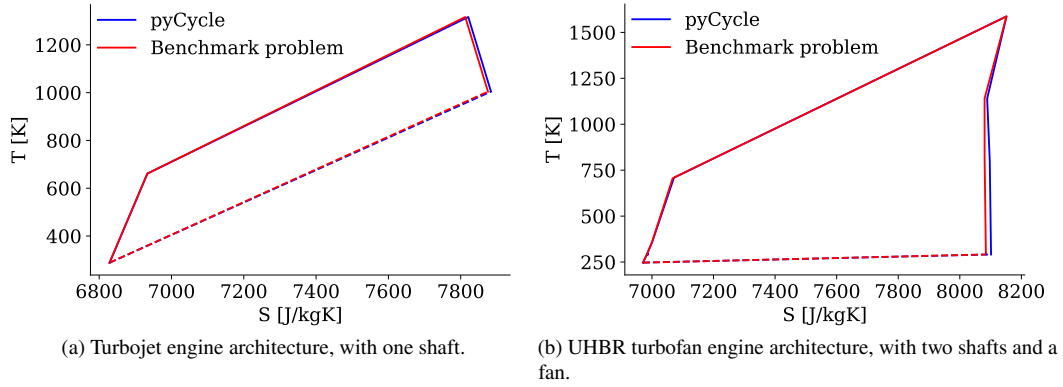 pyCycle
Benchmark problem
1200
1000
800
600
400
T [K]
6800 7000 7200 7400 7600 7800
S [J/kgK]
(a) Turbojet engine architecture, with one shaft.
pyCycle
Benchmark problem
1500
1250
1000
750
500
250
T [K]
7000 7200 7400 7600 7800 8000 8200
S [J/kgK]
(b) UHBR turbofan engine architecture, with two shafts and a
fan.